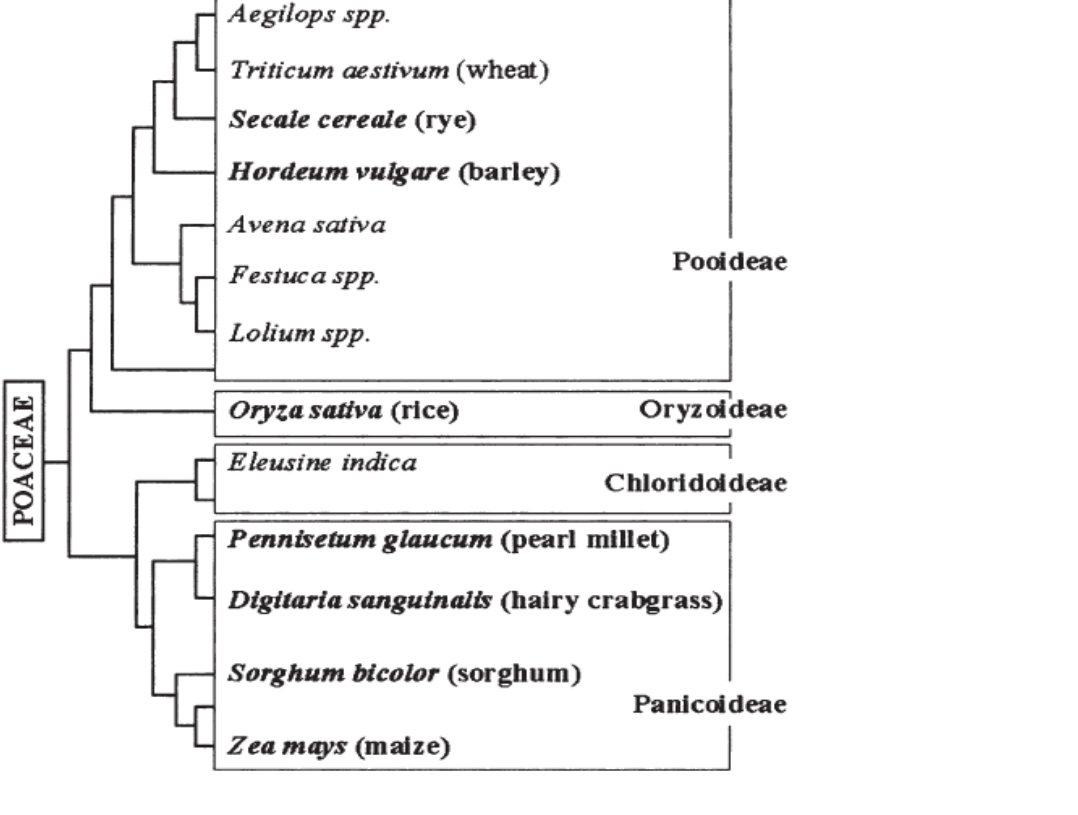 Aegilops spp.
Triticum aestivum (wheat)
Secale cereale (rye)
Hordeum vulgare (barley)
Avena sativa
Pooideae
Festuca spp.
Lolium spp.
POACEAE
Oryza sativa (rice)
Oryzoideae
Eleusine indica
Chloridoideae
Pennisetum glaucum (pearl millet)
Digitaria sanguinalis (hairy crabgrass)
Sorghum bicolor (sorghum)
Panicoideae
Zea mays (maize)